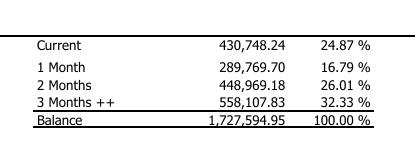 Current 430,748.24 24.87 %
1 Month 289,769.70 16.79 %
2 Months 448,969.18 26.01 %
3 Months ++ 558,107.83 32.33 %
Balance 1,727,594.95 100.00 %